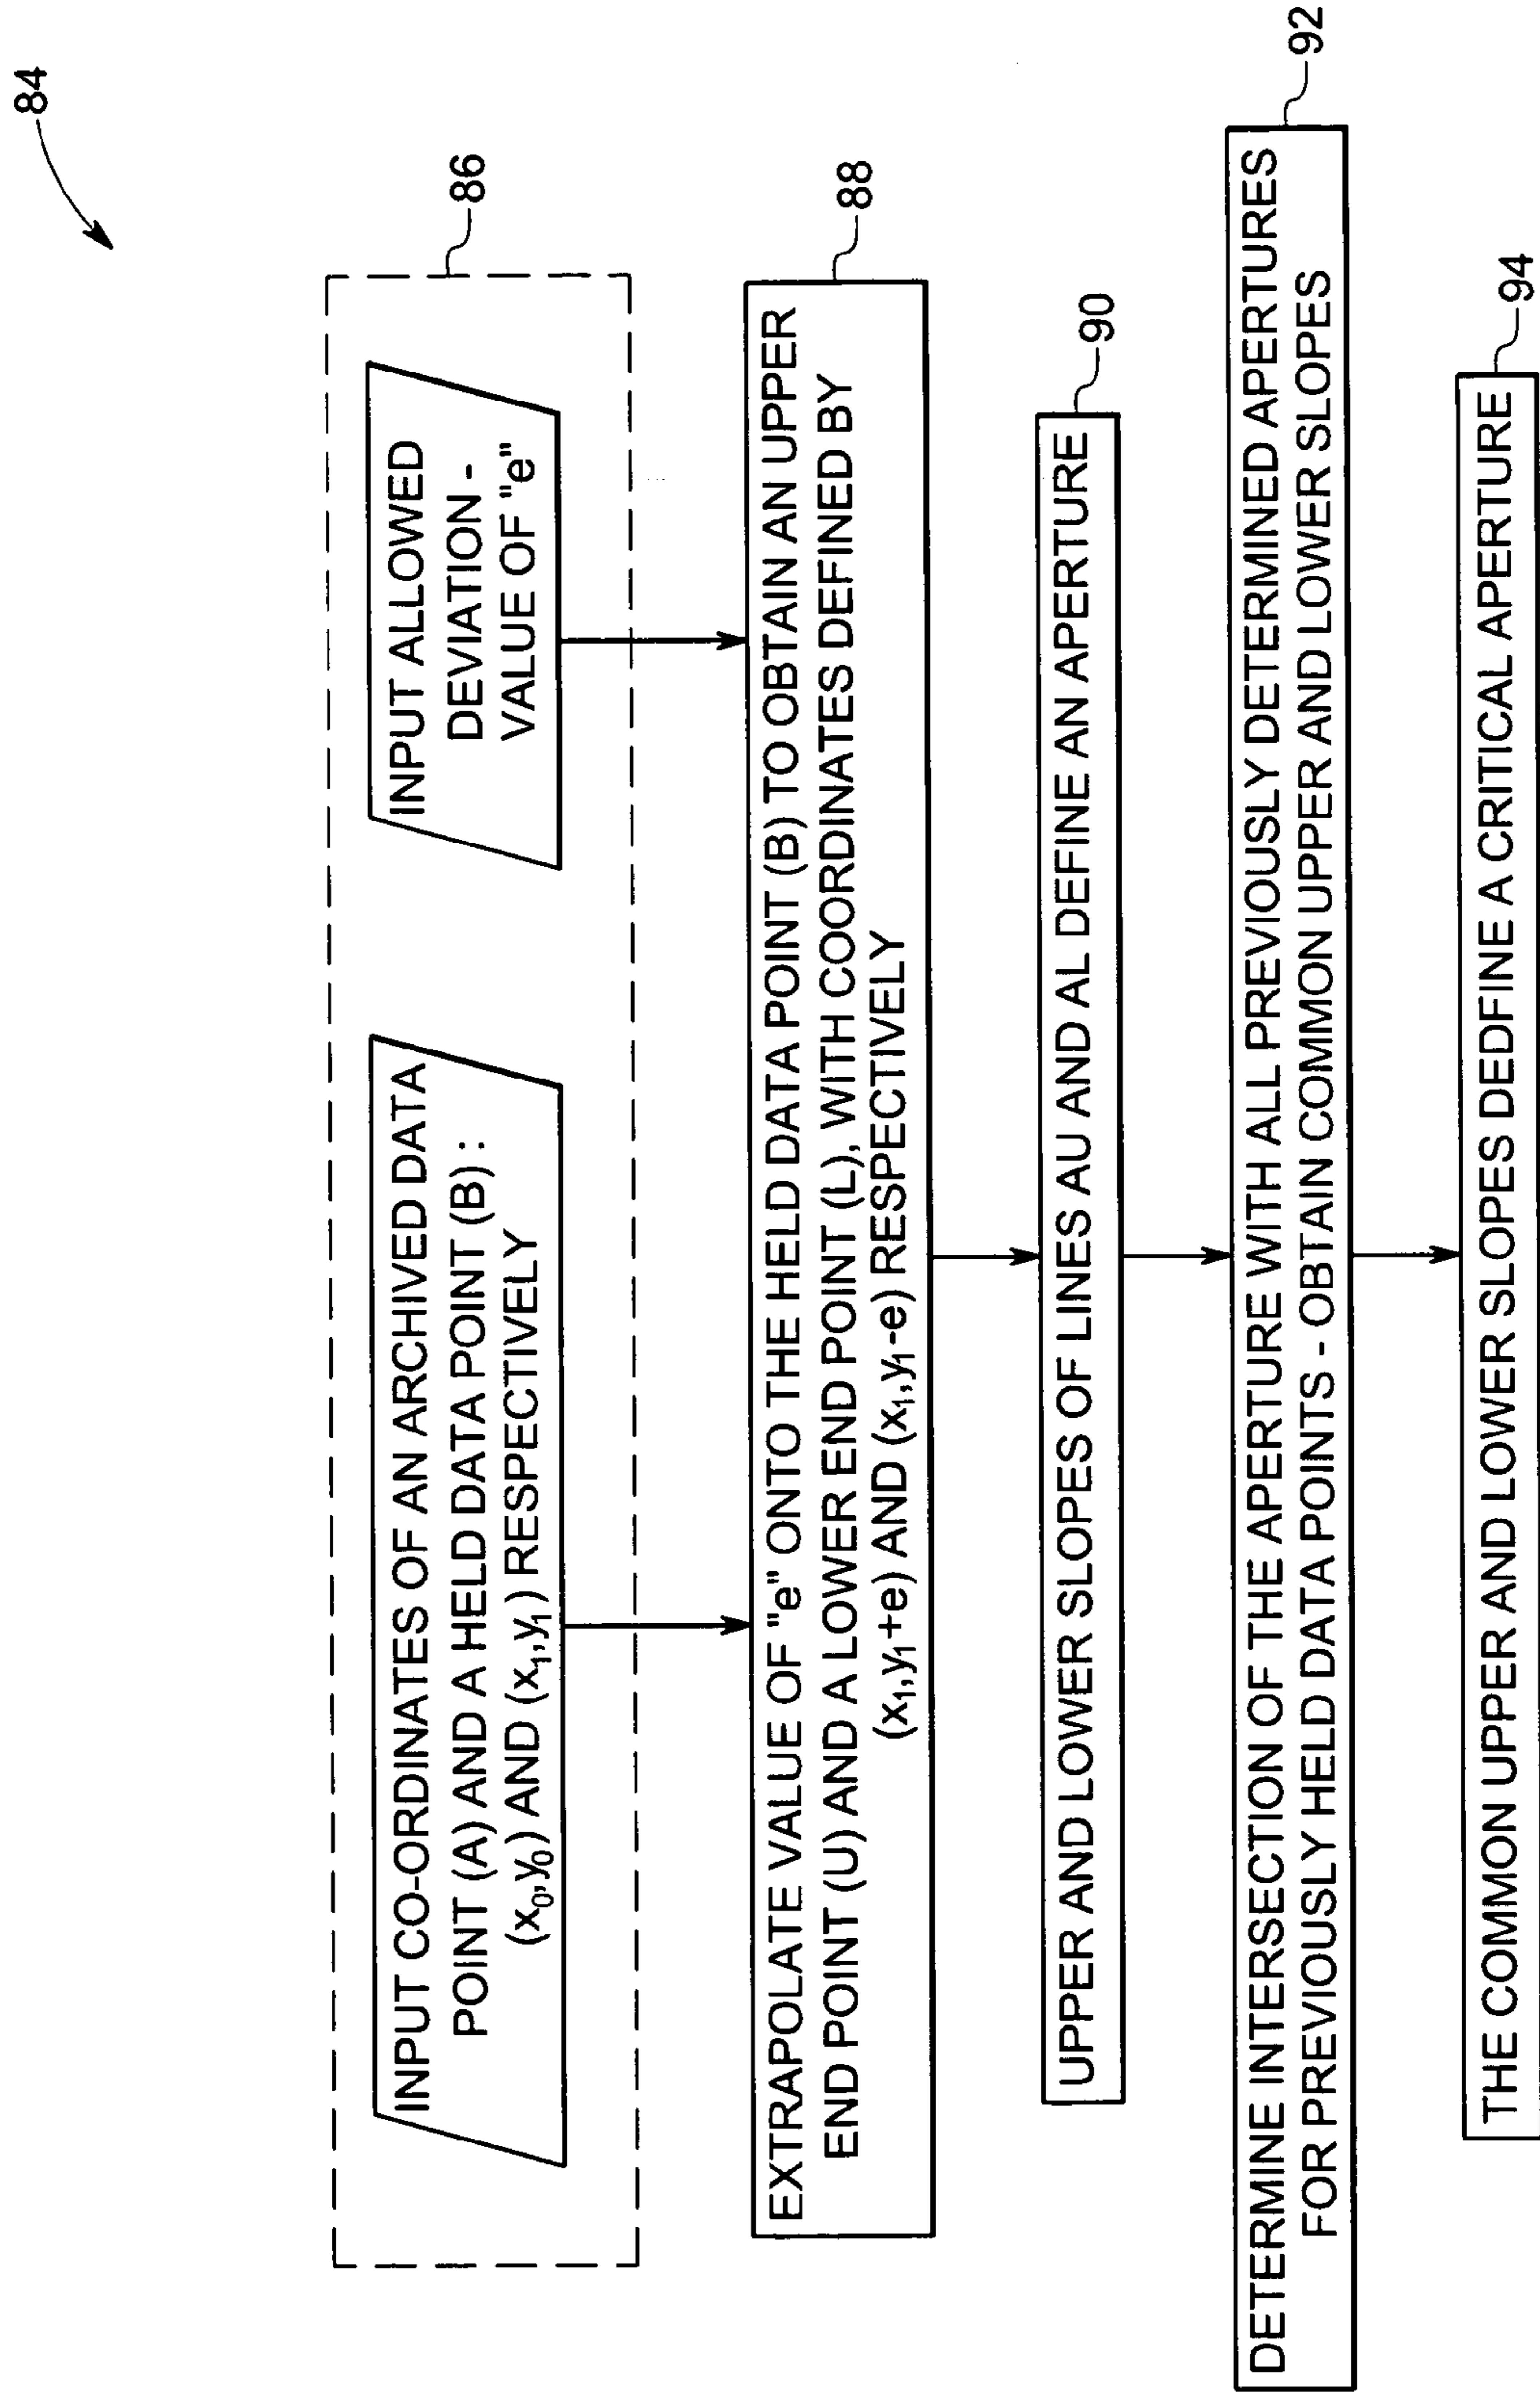 84
86
INPUT CO-ORDINATES OF AN ARCHIVED DATA
POINT (A) AND A HELD DATA POINT (B) :
(x₀,y₀) AND (x₁,y₁) RESPECTIVELY
INPUT ALLOWED
DEVIATION -
VALUE OF "e"
88
EXTRAPOLATE VALUE OF "e" ONTO THE HELD DATA POINT (B) TO OBTAIN AN UPPER
END POINT (U) AND A LOWER END POINT (L), WITH COORDINATES DEFINED BY
(x₁,y₁+e) AND (x₁,y₁-e) RESPECTIVELY
90
UPPER AND LOWER SLOPES OF LINES AU AND AL DEFINE AN APERTURE
92
DETERMINE INTERSECTION OF THE APERTURE WITH ALL PREVIOUSLY DETERMINED APERTURES
FOR PREVIOUSLY HELD DATA POINTS - OBTAIN COMMON UPPER AND LOWER SLOPES
94
THE COMMON UPPER AND LOWER SLOPES DEDFINE A CRITICAL APERTURE